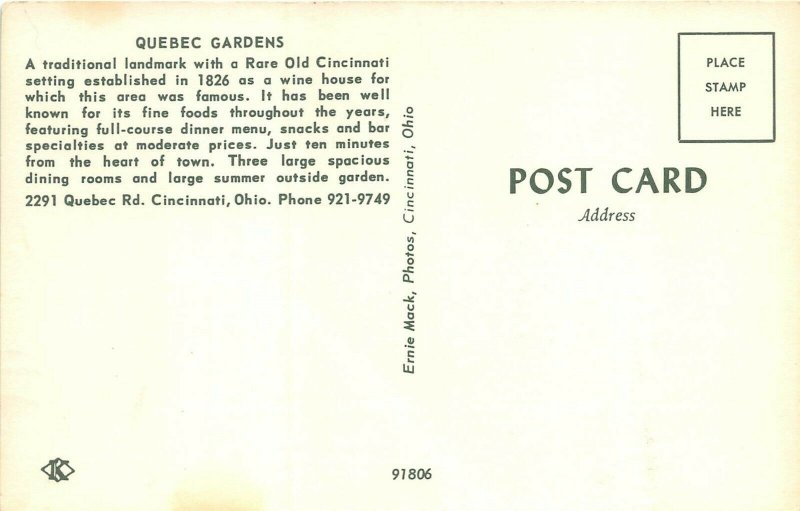 QUEBEC GARDENS
A traditional landmark with a Rare Old Cincinnati
setting established in 1826 as a wine house for
which this area was famous. It has been well
known for its fine foods throughout the years,
featuring full-course dinner menu, snacks and bar
specialties at moderate prices. Just ten minutes
from the heart of town. Three large spacious
dining rooms and large summer outside garden.
2291 Quebec Rd. Cincinnati, Ohio. Phone 921-9749
Ernie Mack, Photos, Cincinnati, Ohio
PLACE
STAMP
HERE
POST CARD
Address
K
91806